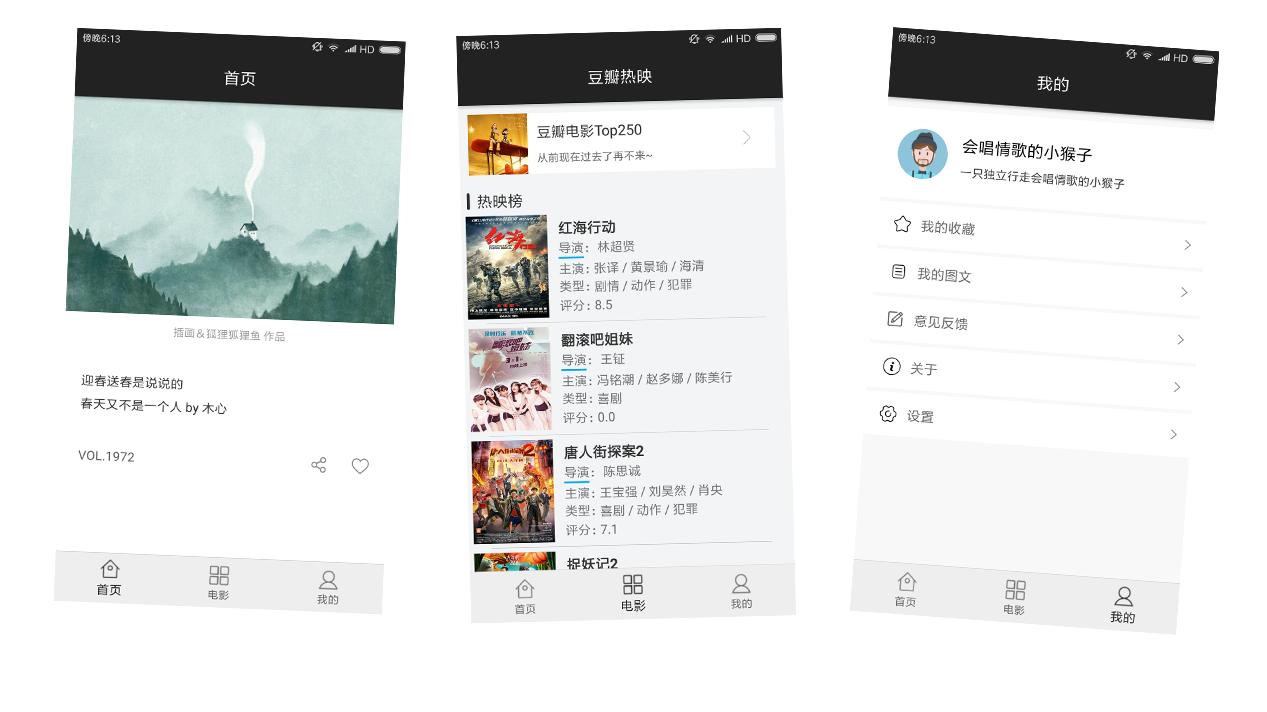 傍晚6:13
HD
首页
插画&狐狸狐狸鱼 作品
迎春送春是说说的
春天又不是一个人 by 木心
VOL.1972
首页
电影
我的
傍晚6:13
HD
豆瓣热映
豆瓣电影Top250
从前现在过去了再不来~
热映榜
红海行动
导演: 林超贤
主演: 张译 / 黄景瑜 / 海清
类型: 剧情 / 动作 / 犯罪
评分: 8.5
翻滚吧姐妹
导演: 王钲
主演: 冯铭潮 / 赵多娜 / 陈美行
类型: 喜剧
评分: 0.0
唐人街探案2
导演: 陈思诚
主演: 王宝强 / 刘昊然 / 肖央
类型: 喜剧 / 动作 / 犯罪
评分: 7.1
捉妖记2
首页
电影
我的
傍晚6:13
HD
我的
会唱情歌的小猴子
一只独立行走会唱情歌的小猴子
我的收藏
我的图文
意见反馈
关于
设置
首页
电影
我的